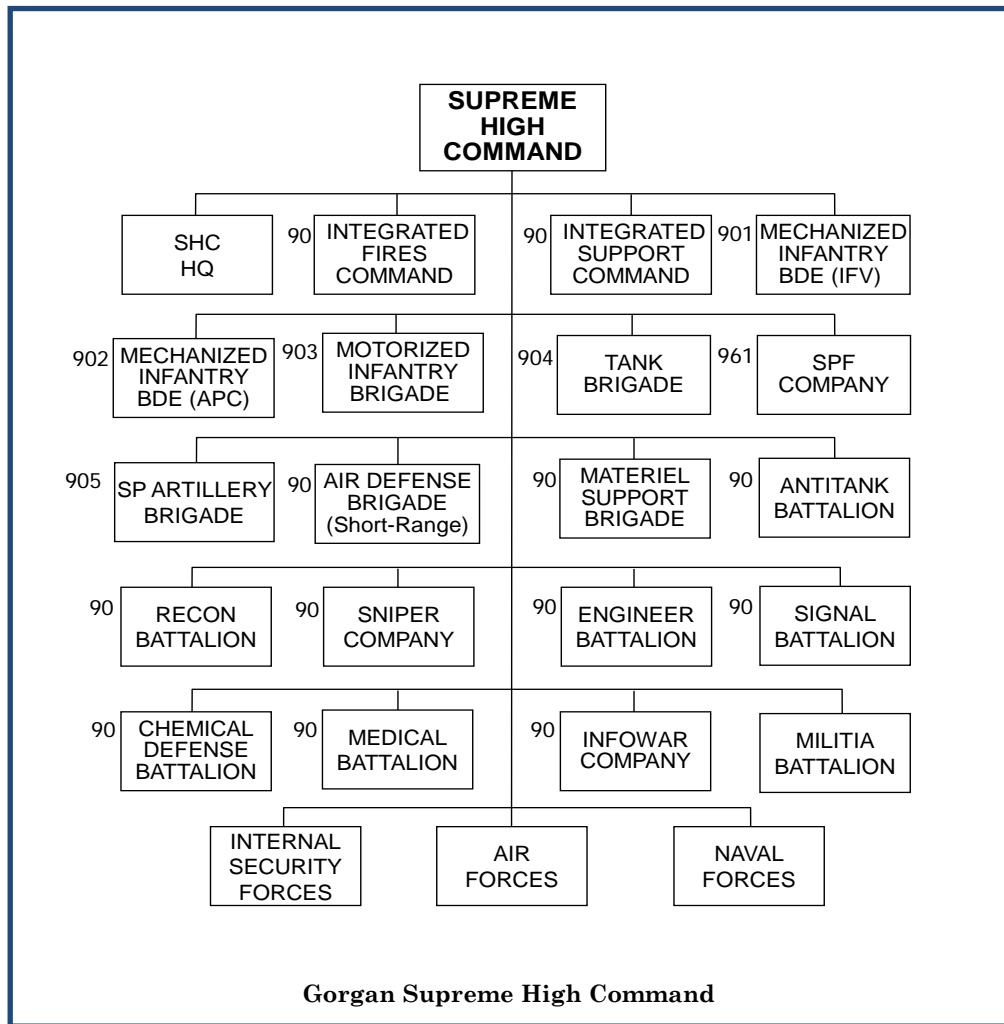 SUPREME
HIGH
COMMAND
SHC
HQ
90
INTEGRATED
FIRES
COMMAND
90
INTEGRATED
SUPPORT
COMMAND
901
MECHANIZED
INFANTRY
BDE (IFV)
902
MECHANIZED
INFANTRY
BDE (APC)
903
MOTORIZED
INFANTRY
BRIGADE
904
TANK
BRIGADE
961
SPF
COMPANY
905
SP ARTILLERY
BRIGADE
90
AIR DEFENSE
BRIGADE
(Short-Range)
90
MATERIEL
SUPPORT
BRIGADE
90
ANTITANK
BATTALION
90
RECON
BATTALION
90
SNIPER
COMPANY
90
ENGINEER
BATTALION
90
SIGNAL
BATTALION
90
CHEMICAL
DEFENSE
BATTALION
90
MEDICAL
BATTALION
90
INFOWAR
COMPANY
MILITIA
BATTALION
INTERNAL
SECURITY
FORCES
AIR
FORCES
NAVAL
FORCES
Gorgan Supreme High Command